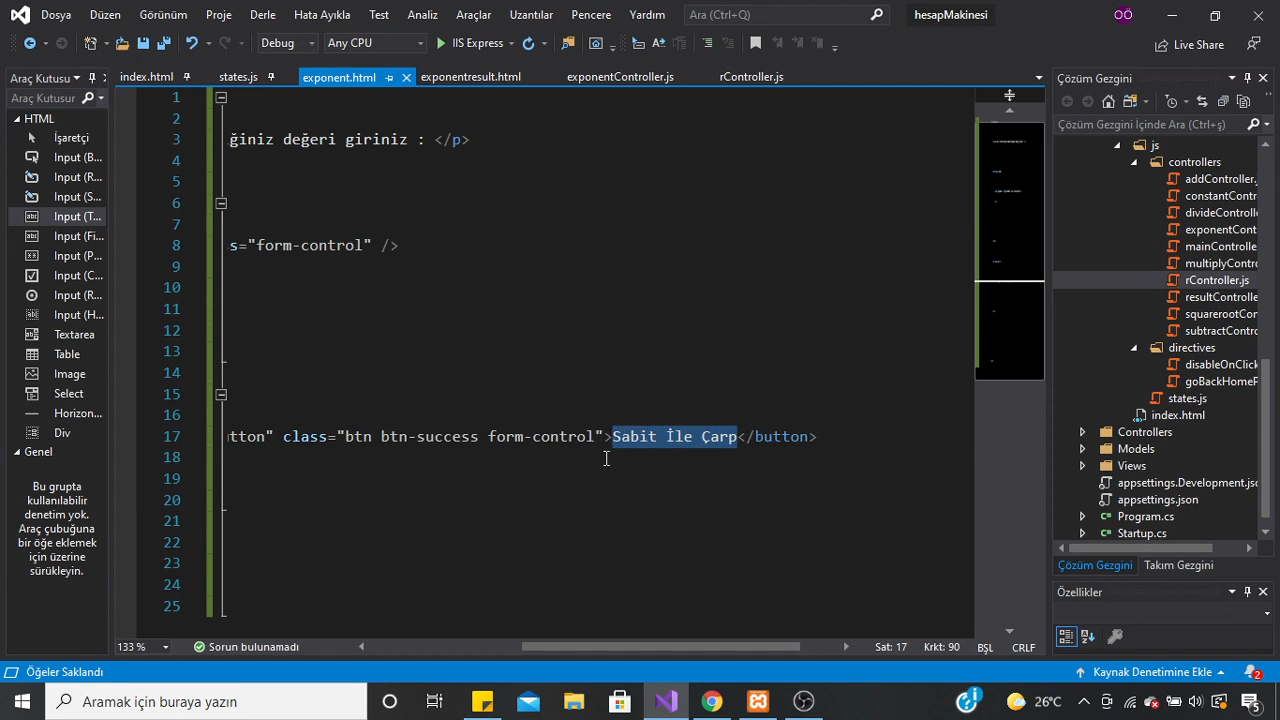 Dosya Düzen Görünüm Git Proje Derle Hata Ayıkla Test Analiz Araçlar Uzantılar Pencere Yardım Ara (Ctrl+Q) hesapMakinesi OÖ
Debug Any CPU IIS Express Live Share
Araç Kutusu
Araç Kutusur
HTML
İşaretçi
Input (B...
Input (R...
Input (S...
Input (T...
Input (Fi...
Input (P...
Input (C...
Input (R...
Input (H...
Textarea
Table
Image
Select
Horizon...
Div
Genel
Bu grupta
kullanılabilir
denetim yok.
Araç çubuğuna
bir öğe eklemek
için üzerine
sürükleyin.
index.html states.js exponent.html exponentresult.html exponentController.js rController.js
1
2
3 ğiniz değeri giriniz : </p>
4
5
6
7
8 s="form-control" />
9
10
11
12
13
14
15
16
17 tton" class="btn btn-success form-control">Sabit İle Çarp</button>
18
19
20
21
22
23
24
25
133 % Sorun bulunamadı Sat: 17 Krkt: 90 BŞL CRLF
Çözüm Gezgini
Çözüm Gezgini İçinde Ara (Ctrl+ş)
js
controllers
addController.
constantContr
divideControll
exponentCont
mainControlle
multiplyContro
rController.js
resultControlle
squarerootCon
subtractContro
directives
disableOnClick
goBackHomeP
states.js
index.html
Controllers
Models
Views
appsettings.Development.jsc
appsettings.json
Program.cs
Startup.cs
Çözüm Gezgini Takım Gezgini
Özellikler
Öğeler Saklandı Kaynak Denetimine Ekle 2
Aramak için buraya yazın 26°C 5